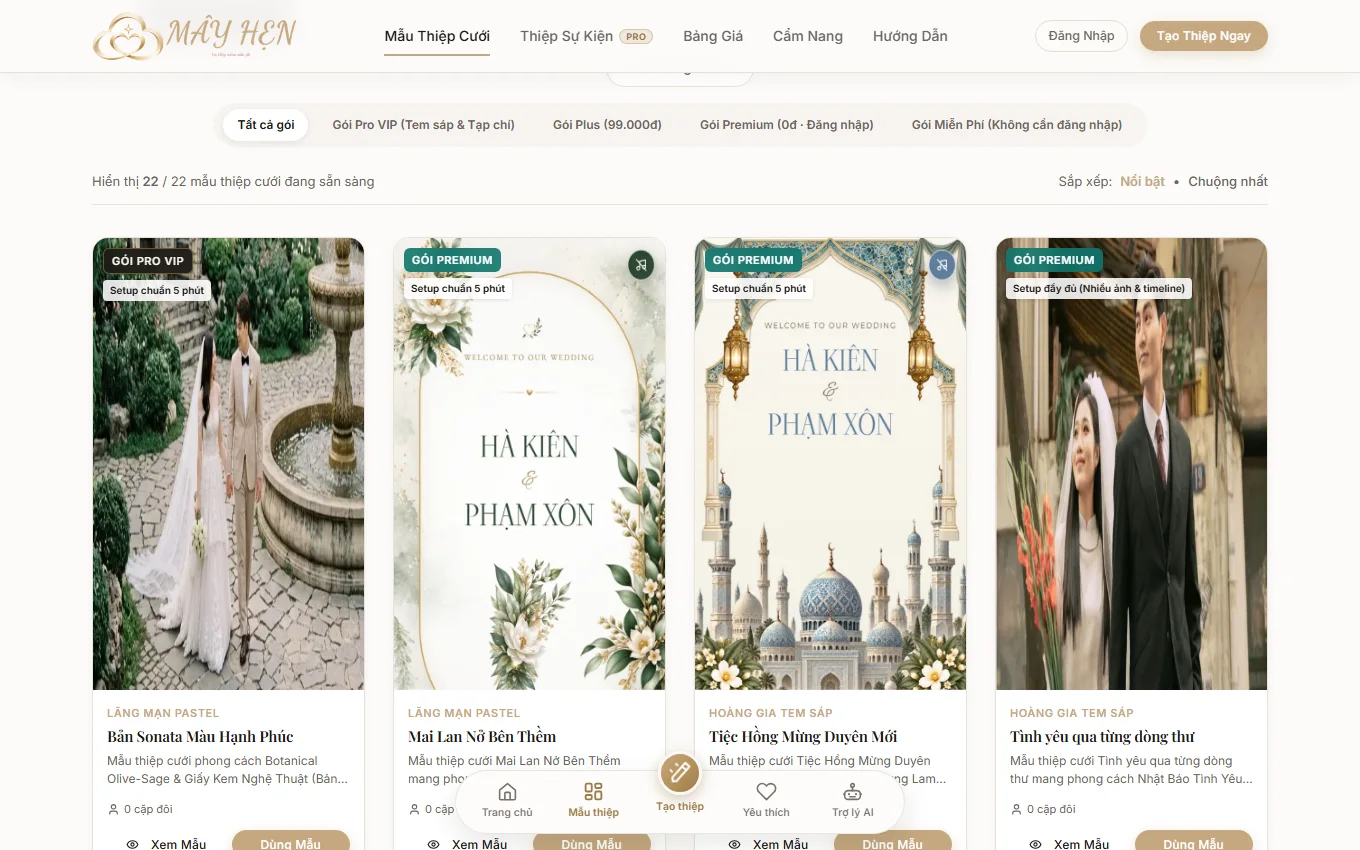 MÂY HẸN
Mẫu Thiệp Cưới
Thiệp Sự Kiện PRO
Bảng Giá
Cẩm Nang
Hướng Dẫn
Đăng Nhập
Tạo Thiệp Ngay
Tất cả gói
Gói Pro VIP (Tem sáp & Tạp chí)
Gói Plus (99.000đ)
Gói Premium (0đ · Đăng nhập)
Gói Miễn Phí (Không cần đăng nhập)
Hiển thị 22 / 22 mẫu thiệp cưới đang sẵn sàng
Sắp xếp: Nổi bật • Chuộng nhất
GÓI PRO VIP
Setup chuẩn 5 phút
LÃNG MẠN PASTEL
Bản Sonata Màu Hạnh Phúc
Mẫu thiệp cưới phong cách Botanical
Olive-Sage & Giấy Kem Nghệ Thuật (Bản...
0 cặp đôi
Xem Mẫu
Dùng Mẫu
GÓI PREMIUM
Setup chuẩn 5 phút
WELCOME TO OUR WEDDING
HÀ KIÊN
&
PHẠM XÔN
LÃNG MẠN PASTEL
Mai Lan Nở Bên Thềm
Mẫu thiệp cưới Mai Lan Nở Bên Thềm
mang
0 cặp
Xem Mẫu
Dùng Mẫu
GÓI PREMIUM
Setup chuẩn 5 phút
WELCOME TO OUR WEDDING
HÀ KIÊN
&
PHẠM XÔN
HOÀNG GIA TEM SÁP
Tiệc Hồng Mừng Duyên Mới
Mẫu thiệp cưới Tiệc Hồng Mừng Duyên
Lam...
Xem Mẫu
Dùng Mẫu
GÓI PREMIUM
Setup đầy đủ (Nhiều ảnh & timeline)
HOÀNG GIA TEM SÁP
Tình yêu qua từng dòng thư
Mẫu thiệp cưới Tình yêu qua từng dòng
thư mang phong cách Nhật Báo Tình Yêu...
0 cặp đôi
Xem Mẫu
Dùng Mẫu
Trang chủ
Mẫu thiệp
Tạo thiệp
Yêu thích
Trợ lý AI